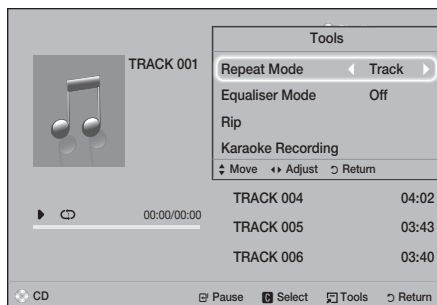 Tools
TRACK 001
Repeat Mode Track
Equaliser Mode Off
Rip
Karaoke Recording
Move Adjust Return
TRACK 004 04:02
00:00/00:00
TRACK 005 03:43
TRACK 006 03:40
CD Pause C Select Tools Return